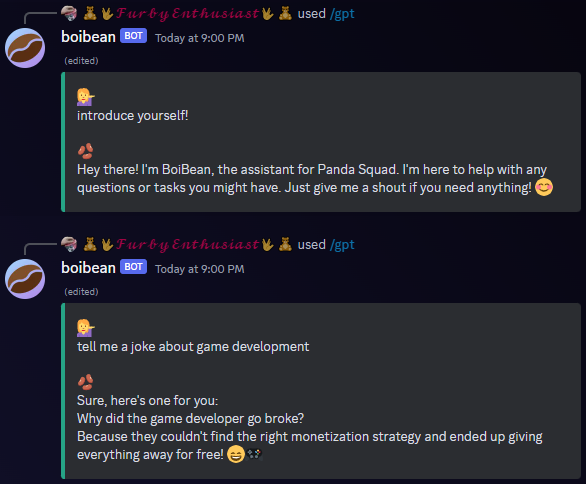 🧸 🤟 𝓕𝓾𝓻𝓫𝔂 𝓔𝓷𝓽𝓱𝓾𝓼𝓲𝓪𝓼𝓽 🤟 🧸 used /gpt
boibean BOT Today at 9:00 PM
(edited)
introduce yourself!
Hey there! I'm BoiBean, the assistant for Panda Squad. I'm here to help with any
questions or tasks you might have. Just give me a shout if you need anything! 😊
🧸 🤟 𝓕𝓾𝓻𝓫𝔂 𝓔𝓷𝓽𝓱𝓾𝓼𝓲𝓪𝓼𝓽 🤟 🧸 used /gpt
boibean BOT Today at 9:00 PM
(edited)
tell me a joke about game development
Sure, here's one for you:
Why did the game developer go broke?
Because they couldn't find the right monetization strategy and ended up giving
everything away for free! 😄🎮